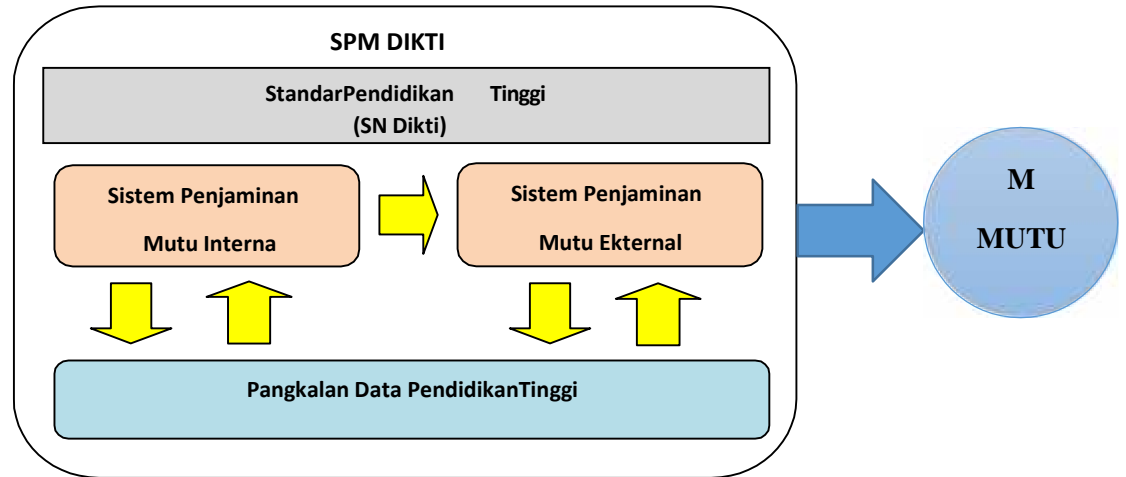 SPM DIKTI
StandarPendidikan Tinggi
(SN Dikti)
Sistem Penjaminan
Mutu Interna
Sistem Penjaminan
Mutu Ekternal
M
MUTU
Pangkalan Data PendidikanTinggi